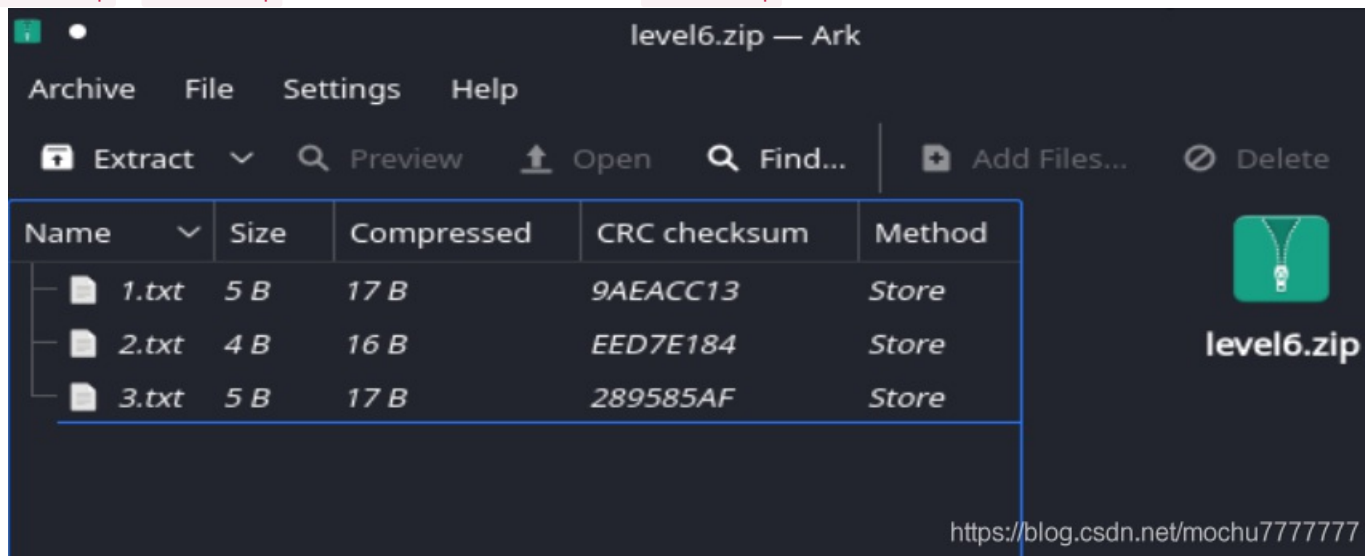 level6.zip — Ark
Archive File Settings Help
Extract Preview Open Find... Add Files... Delete
Name Size Compressed CRC checksum Method
1.txt 5 B 17 B 9AEACC13 Store
2.txt 4 B 16 B EED7E184 Store
3.txt 5 B 17 B 289585AF Store
level6.zip
https://blog.csdn.net/mochu7777777